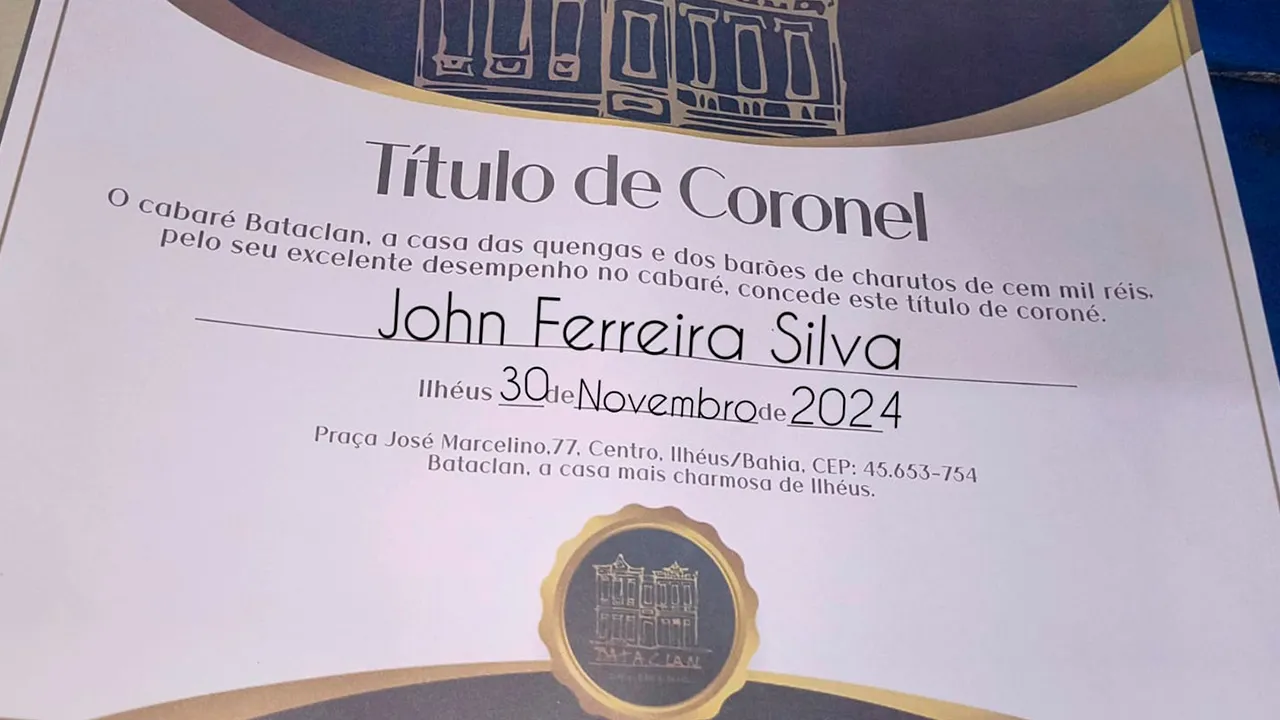 Título de Coronel
O cabaré Bataclan, a casa das quengas e dos barões de charutos de cem mil réis,
pelo seu excelente desempenho no cabaré, concede este título de coroné.
John Ferreira Silva
Ilhéus 30 de Novembro de 2024
Praça José Marcelino,77, Centro, Ilhéus/Bahia, CEP: 45.653-754
Bataclan, a casa mais charmosa de Ilhéus.
BATACLAN